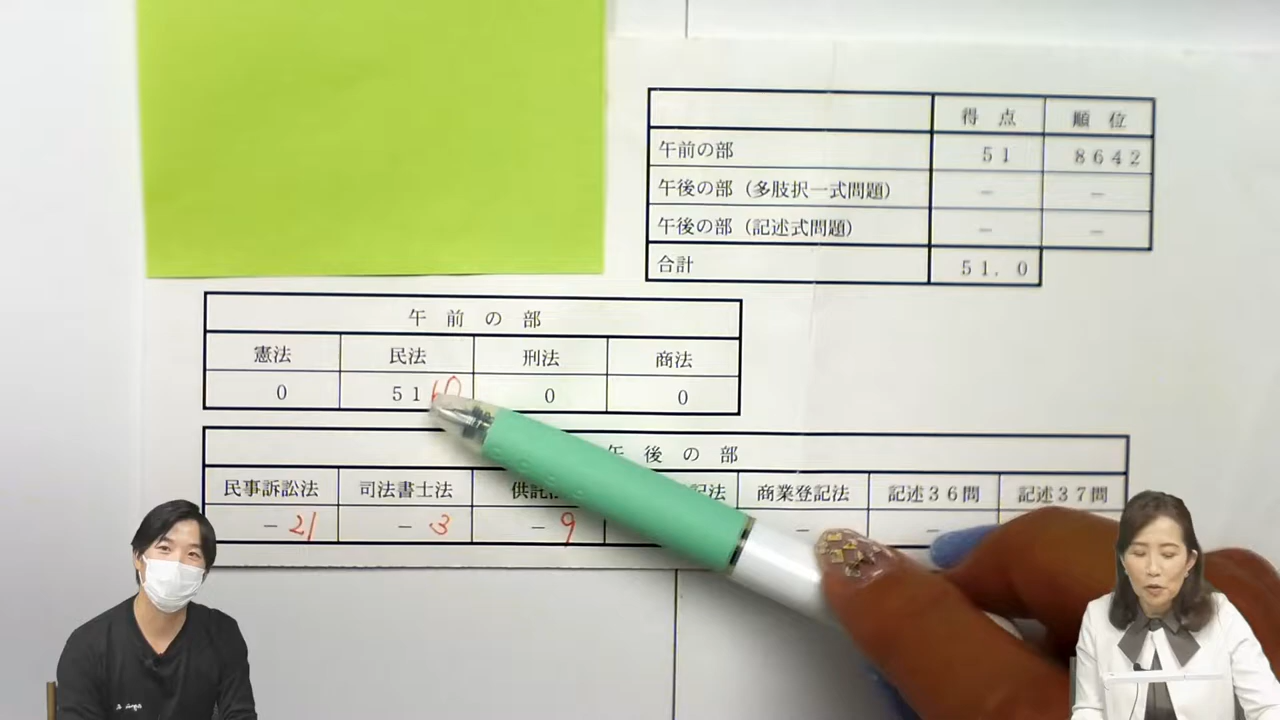 得点 順位
午前の部 51 8642
午後の部（多肢択一式問題） － －
午後の部（記述式問題） － －
合計 51.0
午前の部
憲法 民法 刑法 商法
0 51 60 0 0
午後の部
民事訴訟法 司法書士法 供託 記法 商業登記法 記述36問 記述37問
－ 21 － 3 － 9 － －